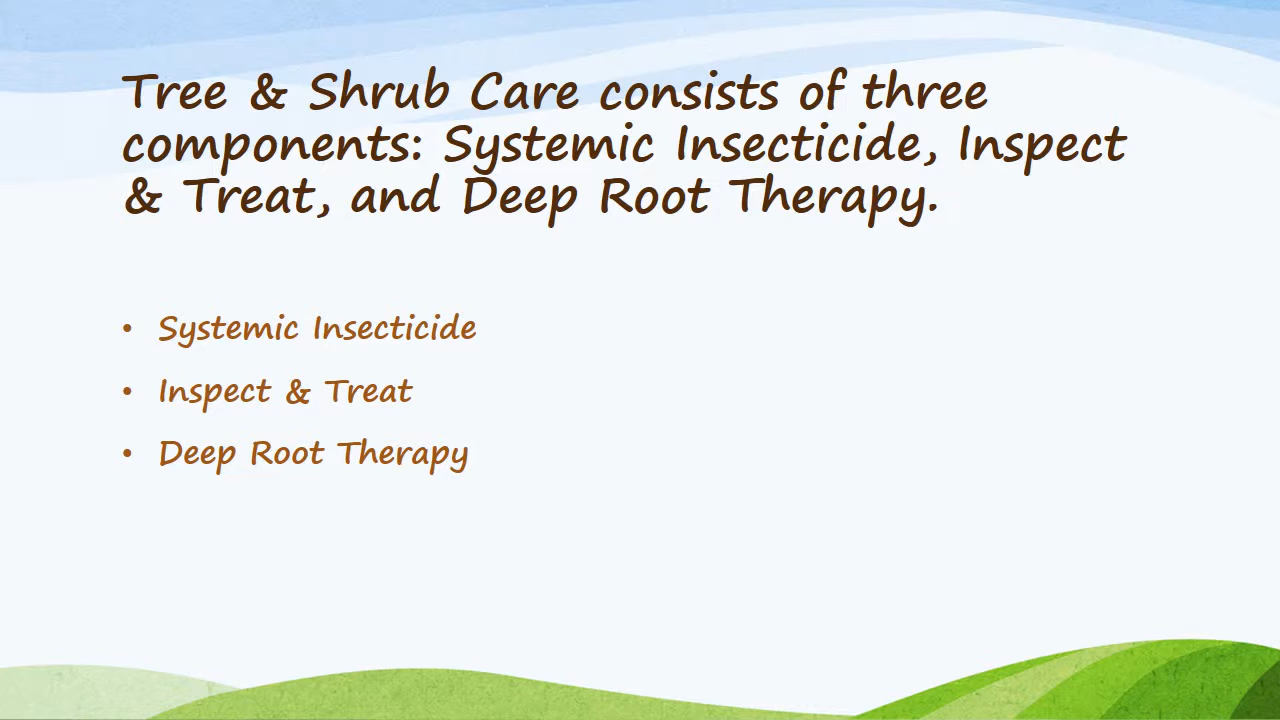 Tree & Shrub Care consists of three
components: Systemic Insecticide, Inspect
& Treat, and Deep Root Therapy.
• Systemic Insecticide
• Inspect & Treat
• Deep Root Therapy